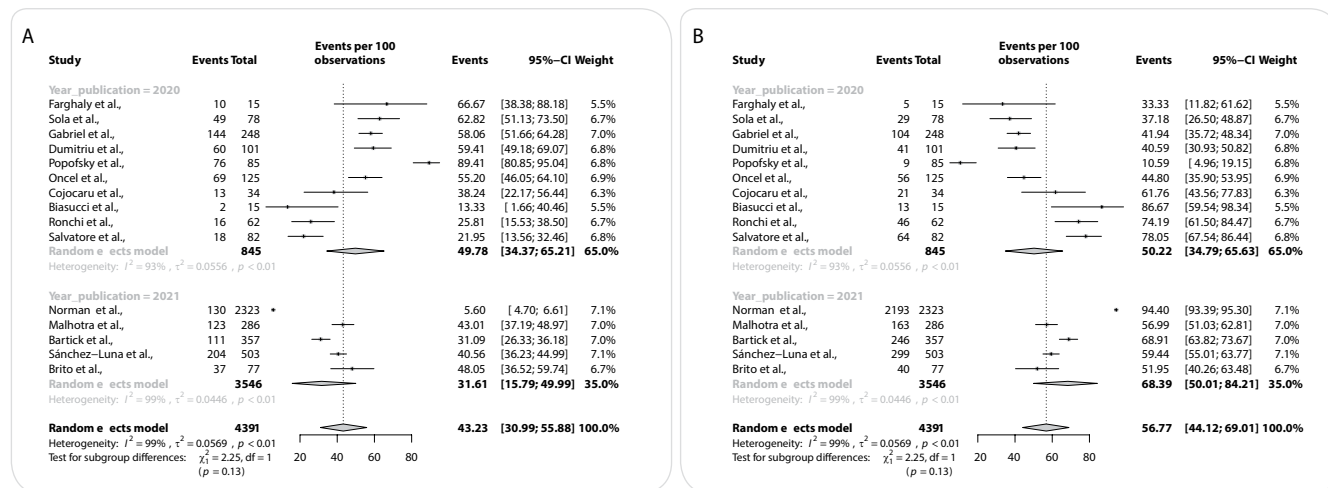 A
Events per 100
Study Events Total observations Events 95%−CI Weight
Year_publication = 2020
Farghaly et al., 10 15 66.67 [38.38; 88.18] 5.5%
Sola et al., 49 78 62.82 [51.13; 73.50] 6.7%
Gabriel et al., 144 248 58.06 [51.66; 64.28] 7.0%
Dumitriu et al., 60 101 59.41 [49.18; 69.07] 6.8%
Popofsky et al., 76 85 89.41 [80.85; 95.04] 6.8%
Oncel et al., 69 125 55.20 [46.05; 64.10] 6.8%
Cojocaru et al., 13 34 38.24 [22.17; 56.44] 6.3%
Biasucci et al., 2 15 13.33 [ 1.66; 40.46] 5.5%
Ronchi et al., 16 62 25.81 [15.53; 38.50] 6.7%
Salvatore et al., 18 82 21.95 [13.56; 32.46] 6.8%
Random e ects model 845 49.78 [34.37; 65.21] 65.0%
Heterogeneity: I² = 93% , τ² = 0.0556 , p < 0.01
Year_publication = 2021
Norman et al., 130 2323 5.60 [ 4.70; 6.61] 7.1%
Malhotra et al., 123 286 43.01 [37.19; 48.97] 7.0%
Bartick et al., 111 357 31.09 [26.33; 36.18] 7.0%
Sánchez−Luna et al., 204 503 40.56 [36.23; 44.99] 7.1%
Brito et al., 37 77 48.05 [36.52; 59.74] 6.7%
Random e ects model 3546 31.61 [15.79; 49.99] 35.0%
Heterogeneity: I² = 99% , τ² = 0.0446 , p < 0.01
Random e ects model 4391 43.23 [30.99; 55.88] 100.0%
Heterogeneity: I² = 99% , τ² = 0.0569 , p < 0.01
Test for subgroup differences: χ²₁ = 2.25, df = 1
(p = 0.13)
20 40 60 80
B
Events per 100
Study Events Total observations Events 95%−CI Weight
Year_publication = 2020
Farghaly et al., 5 15 33.33 [11.82; 61.62] 5.5%
Sola et al., 29 78 37.18 [26.50; 48.87] 6.7%
Gabriel et al., 104 248 41.94 [35.72; 48.34] 7.0%
Dumitriu et al., 41 101 40.59 [30.93; 50.82] 6.8%
Popofsky et al., 9 85 10.59 [ 4.96; 19.15] 6.8%
Oncel et al., 56 125 44.80 [35.90; 53.95] 6.8%
Cojocaru et al., 21 34 61.76 [43.56; 77.83] 6.3%
Biasucci et al., 13 15 86.67 [59.54; 98.34] 5.5%
Ronchi et al., 46 62 74.19 [61.50; 84.47] 6.7%
Salvatore et al., 64 82 78.05 [67.54; 86.44] 6.8%
Random e ects model 845 50.22 [34.79; 65.63] 65.0%
Heterogeneity: I² = 93% , τ² = 0.0556 , p < 0.01
Year_publication = 2021
Norman et al., 2193 2323 94.40 [93.39; 95.30] 7.1%
Malhotra et al., 163 286 56.99 [51.03; 62.81] 7.0%
Bartick et al., 246 357 68.91 [63.82; 73.67] 7.0%
Sánchez−Luna et al., 299 503 59.44 [55.01; 63.77] 7.1%
Brito et al., 40 77 51.95 [40.26; 63.48] 6.7%
Random e ects model 3546 68.39 [50.01; 84.21] 35.0%
Heterogeneity: I² = 99% , τ² = 0.0446 , p < 0.01
Random e ects model 4391 56.77 [44.12; 69.01] 100.0%
Heterogeneity: I² = 99% , τ² = 0.0569 , p < 0.01
Test for subgroup differences: χ²₁ = 2.25, df = 1
(p = 0.13)
20 40 60 80